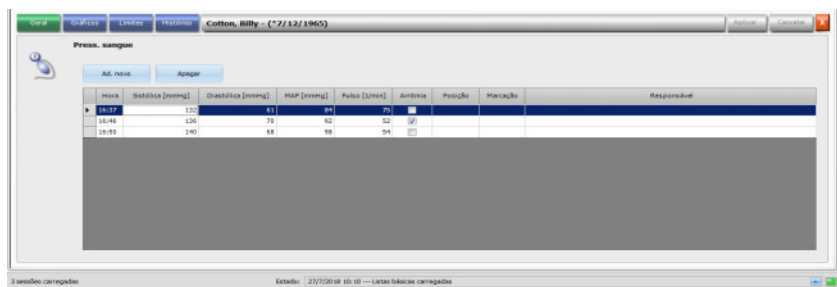 Geral Gráficos Limites Histórico Cotton, Billy - (*7/12/1965) Aplicar Cancelar X
Press. sangue
Ad. novo Apagar
Hora Sistólica [mmHg] Diastólica [mmHg] MAP [mmHg] Pulso [1/min] Arritmia Posição Marcação Responsável
16:37 132 61 84 75
16:46 136 70 92 52
16:50 140 68 98 54
3 sessões carregadas Estado: 27/7/2018 10:10 --- Listas básicas carregadas